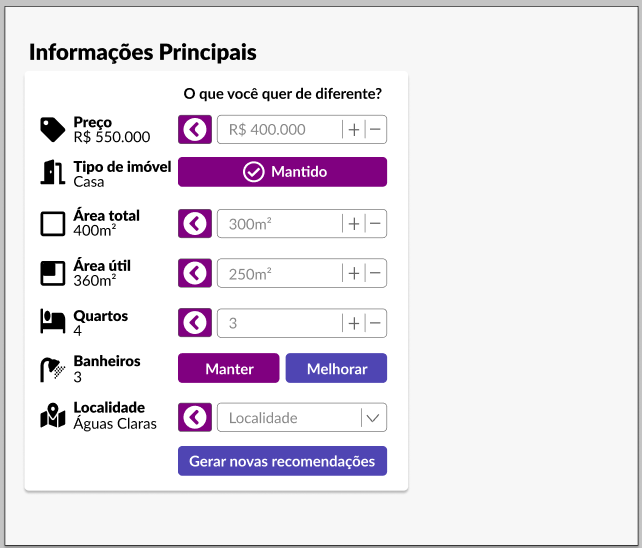 Informações Principais
O que você quer de diferente?
Preço
R$ 550.000
R$ 400.000
Tipo de imóvel
Casa
Mantido
Área total
400m²
300m²
Área útil
360m²
250m²
Quartos
4
3
Banheiros
3
Manter
Melhorar
Localidade
Águas Claras
Localidade
Gerar novas recomendações